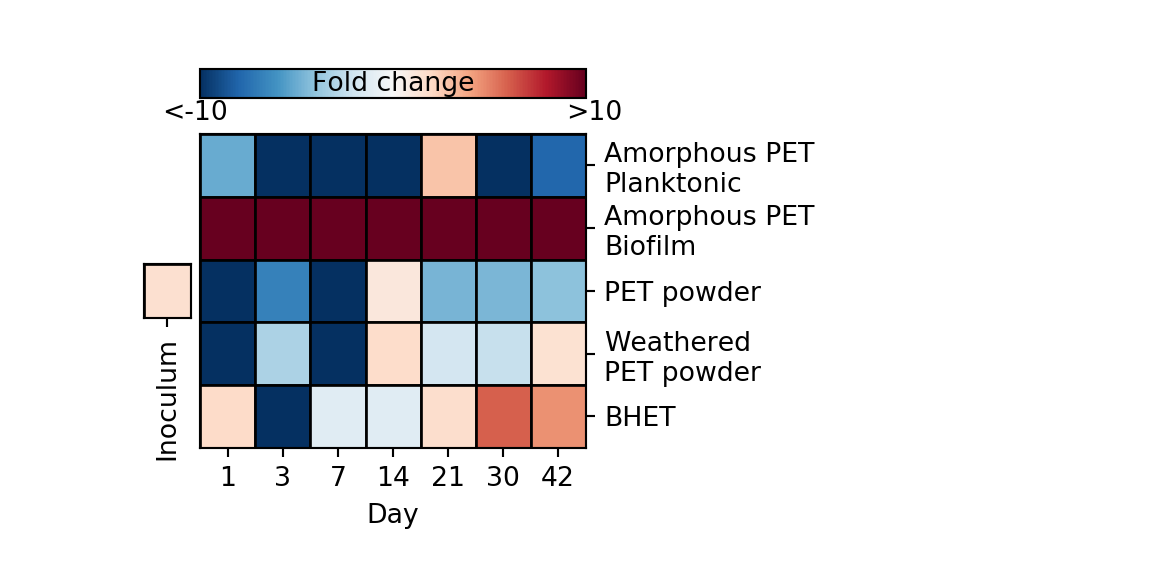 Fold change
<-10
>10
Amorphous PET
Planktonic
Amorphous PET
Biofilm
PET powder
Weathered
PET powder
BHET
Inoculum
1 3 7 14 21 30 42
Day